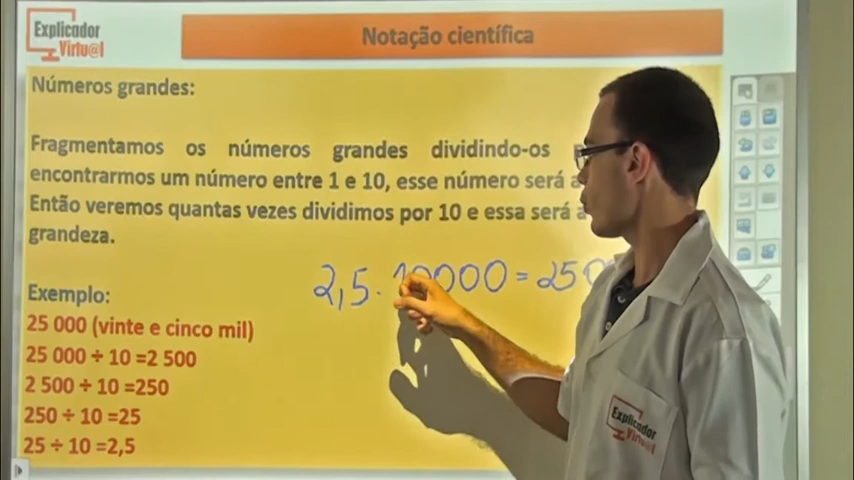 Explicador
Virtu@l
Notação científica
Números grandes:
Fragmentamos os números grandes dividindo-os
encontrarmos um número entre 1 e 10, esse número será
Então veremos quantas vezes dividimos por 10 e essa será
grandeza.
2,5 . 10000 = 250
Exemplo:
25 000 (vinte e cinco mil)
25 000 ÷ 10 =2 500
2 500 ÷ 10 =250
250 ÷ 10 =25
25 ÷ 10 =2,5
Explicador
Virtu@l